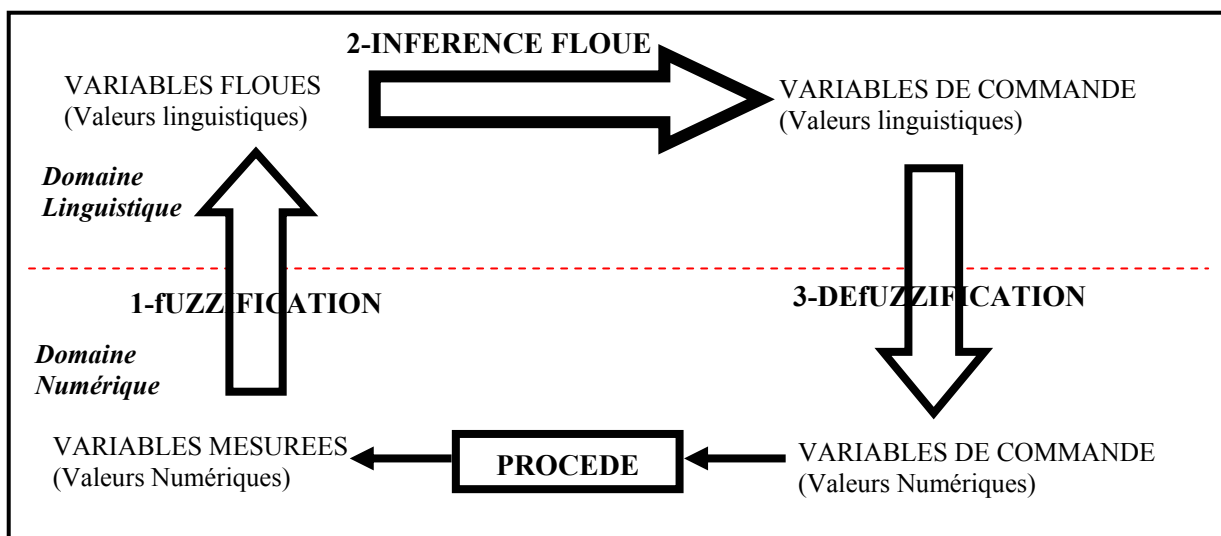 2-INFERENCE FLOUE
VARIABLES FLOUES
(Valeurs linguistiques)
VARIABLES DE COMMANDE
(Valeurs linguistiques)
Domaine
Linguistique
1-fUZZIFICATION
3-DEfUZZIFICATION
Domaine
Numérique
VARIABLES MESUREES
(Valeurs Numériques)
PROCEDE
VARIABLES DE COMMANDE
(Valeurs Numériques)